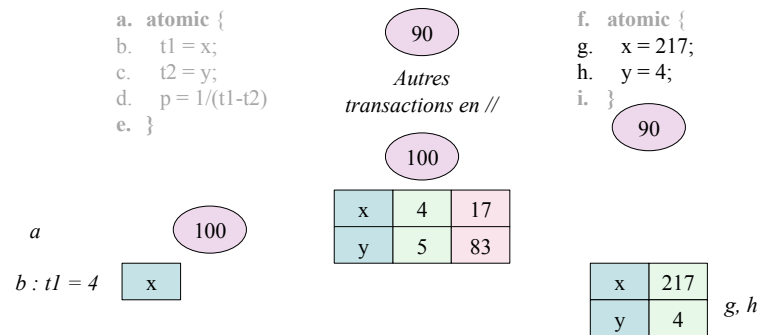 a. atomic {
b. t1 = x;
c. t2 = y;
d. p = 1/(t1-t2)
e. }
90
Autres
transactions en //
100
x 4 17
y 5 83
f. atomic {
g. x = 217;
h. y = 4;
i. }
90
a 100
b : t1 = 4 x
x 217
y 4
g, h